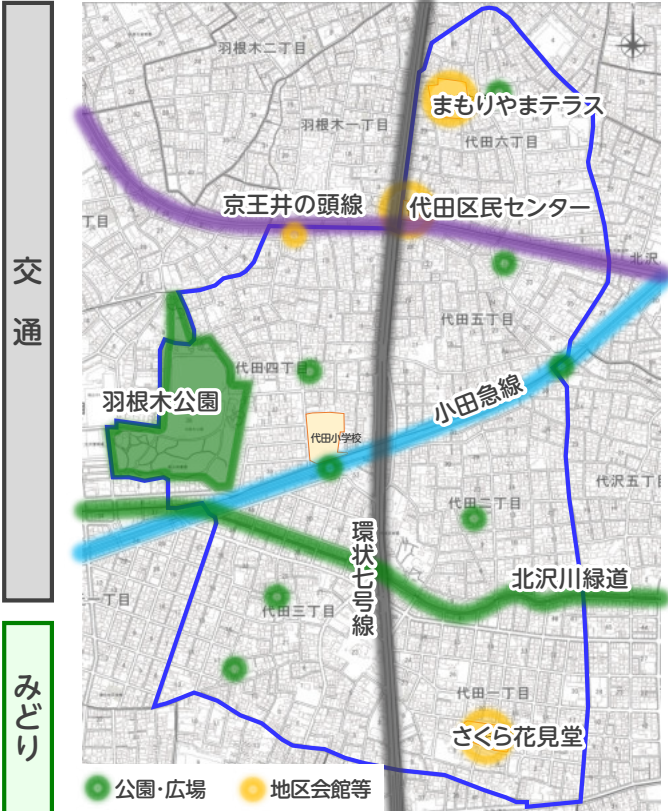 交通
みどり
羽根木二丁目
まもりやまテラス
羽根木一丁目
代田六丁目
京王井の頭線
代田区民センター
丁目
北沢
代田五丁目
代田四丁目
羽根木公園
小田急線
代田小学校
代沢五丁目
代田二丁目
環状七号線
北沢川緑道
一丁目
代田三丁目
代田一丁目
さくら花見堂
公園・広場
地区会館等